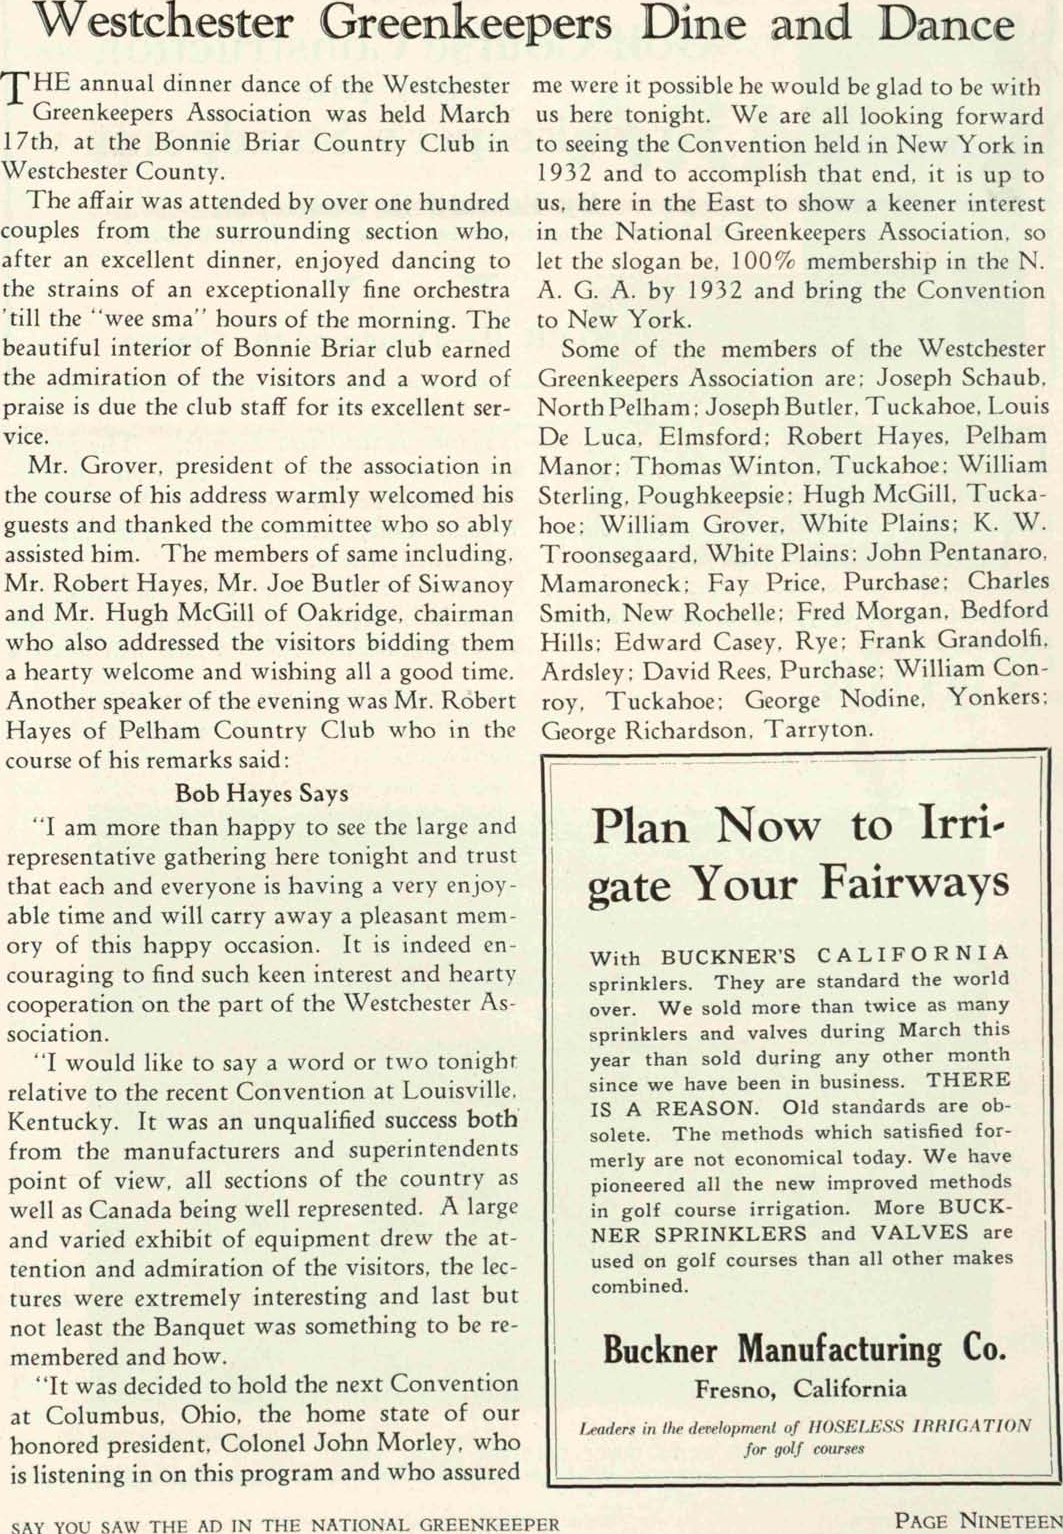 Westchester Greenkeepers Dine and Dance
THE annual dinner dance of the Westchester
Greenkeepers Association was held March
17th, at the Bonnie Briar Country Club in
Westchester County.
The affair was attended by over one hundred
couples from the surrounding section who,
after an excellent dinner, enjoyed dancing to
the strains of an exceptionally fine orchestra
'till the "wee sma" hours of the morning. The
beautiful interior of Bonnie Briar club earned
the admiration of the visitors and a word of
praise is due the club staff for its excellent ser-
vice.
Mr. Grover, president of the association in
the course of his address warmly welcomed his
guests and thanked the committee who so ably
assisted him. The members of same including,
Mr. Robert Hayes, Mr. Joe Butler of Siwanoy
and Mr. Hugh McGill of Oakridge, chairman
who also addressed the visitors bidding them
a hearty welcome and wishing all a good time.
Another speaker of the evening was Mr. Robert
Hayes of Pelham Country Club who in the
course of his remarks said:
Bob Hayes Says
"I am more than happy to see the large and
representative gathering here tonight and trust
that each and everyone is having a very enjoy-
able time and will carry away a pleasant mem-
ory of this happy occasion. It is indeed en-
couraging to find such keen interest and hearty
cooperation on the part of the Westchester As-
sociation.
"I would like to say a word or two tonight
relative to the recent Convention at Louisville,
Kentucky. It was an unqualified success both
from the manufacturers and superintendents
point of view, all sections of the country as
well as Canada being well represented. A large
and varied exhibit of equipment drew the at-
tention and admiration of the visitors, the lec-
tures were extremely interesting and last but
not least the Banquet was something to be re-
membered and how.
"It was decided to hold the next Convention
at Columbus, Ohio, the home state of our
honored president, Colonel John Morley, who
is listening in on this program and who assured
me were it possible he would be glad to be with
us here tonight. We are all looking forward
to seeing the Convention held in New York in
1932 and to accomplish that end, it is up to
us, here in the East to show a keener interest
in the National Greenkeepers Association, so
let the slogan be, 100% membership in the N.
A. G. A. by 1932 and bring the Convention
to New York.
Some of the members of the Westchester
Greenkeepers Association are; Joseph Schaub,
North Pelham; Joseph Butler, Tuckahoe, Louis
De Luca, Elmsford; Robert Hayes, Pelham
Manor; Thomas Winton, Tuckahoe; William
Sterling, Poughkeepsie; Hugh McGill, Tucka-
hoe; William Grover, White Plains; K. W.
Troonsegaard, White Plains; John Pentanaro,
Mamaroneck; Fay Price, Purchase; Charles
Smith, New Rochelle; Fred Morgan, Bedford
Hills; Edward Casey, Rye; Frank Grandolfi,
Ardsley; David Rees, Purchase; William Con-
roy, Tuckahoe; George Nodine, Yonkers;
George Richardson, Tarryton.
Plan Now to Irri-
gate Your Fairways
With BUCKNER'S CALIFORNIA
sprinklers. They are standard the world
over. We sold more than twice as many
sprinklers and valves during March this
year than sold during any other month
since we have been in business. THERE
IS A REASON. Old standards are ob-
solete. The methods which satisfied for-
merly are not economical today. We have
pioneered all the new improved methods
in golf course irrigation. More BUCK-
NER SPRINKLERS and VALVES are
used on golf courses than all other makes
combined.
Buckner Manufacturing Co.
Fresno, California
Leaders in the development of HOSELESS IRRIGATION
for golf courses
SAY YOU SAW THE AD IN THE NATIONAL GREENKEEPER
PAGE NINETEEN